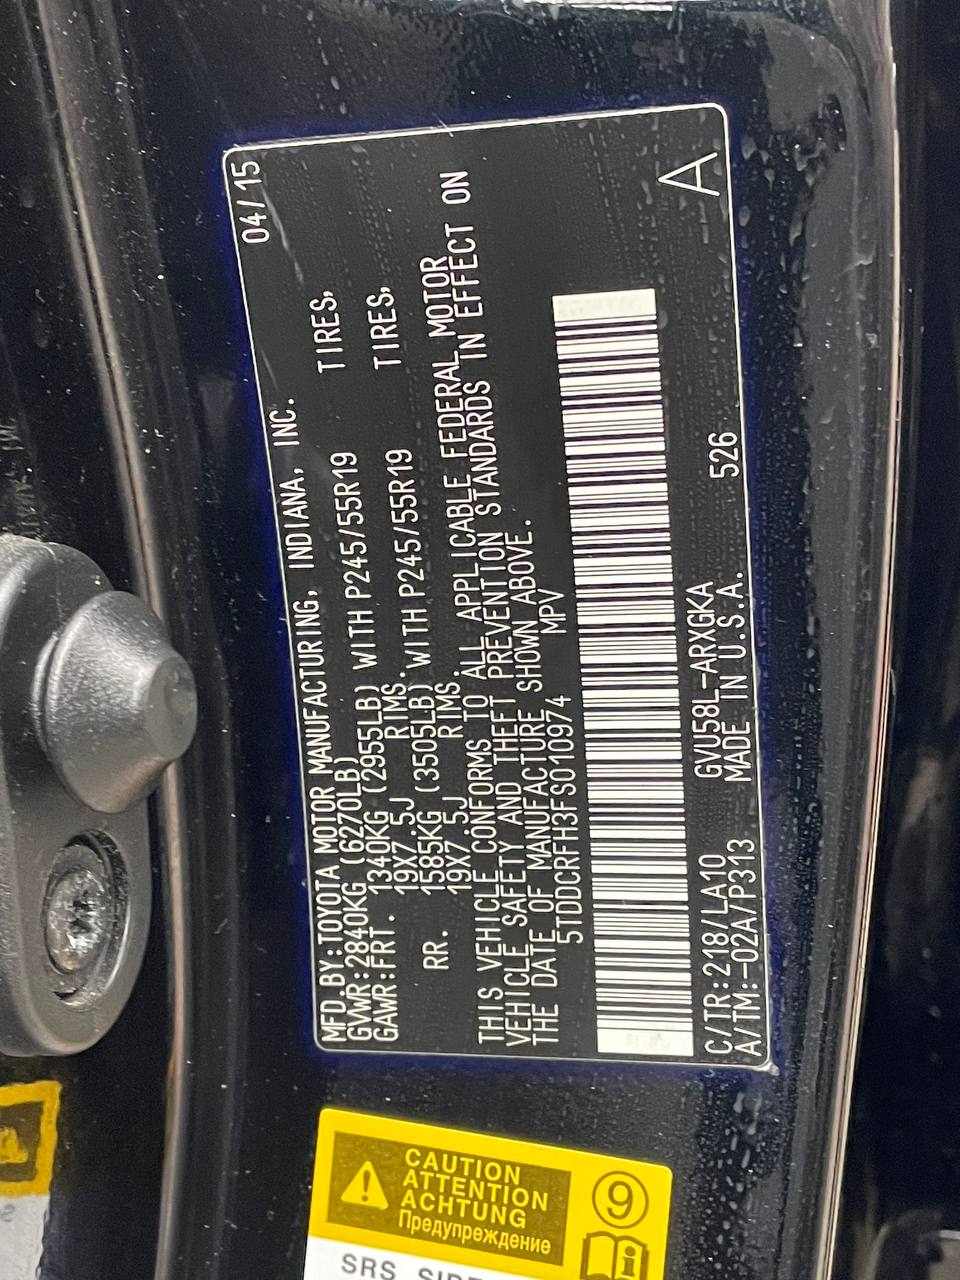 MFD.BY:TOYOTA MOTOR MANUFACTURING, INDIANA, INC. 04/15
GVWR:2840KG (6270LB)
GAWR:FRT. 1340KG (2955LB) WITH P245/55R19 TIRES,
19X7.5J RIMS.
RR. 1585KG (3505LB) WITH P245/55R19 TIRES,
19X7.5J RIMS.
THIS VEHICLE CONFORMS TO ALL APPLICABLE FEDERAL MOTOR
VEHICLE SAFETY AND THEFT PREVENTION STANDARDS IN EFFECT ON
THE DATE OF MANUFACTURE SHOWN ABOVE.
5TDDCRFH3FS010974 MPV
C/TR:218/LA10 GVU58L-ARXGKA A
A/TM:-02A/P313 MADE IN U.S.A. 526
CAUTION
ATTENTION
ACHTUNG
Предупреждение
9
i
SRS